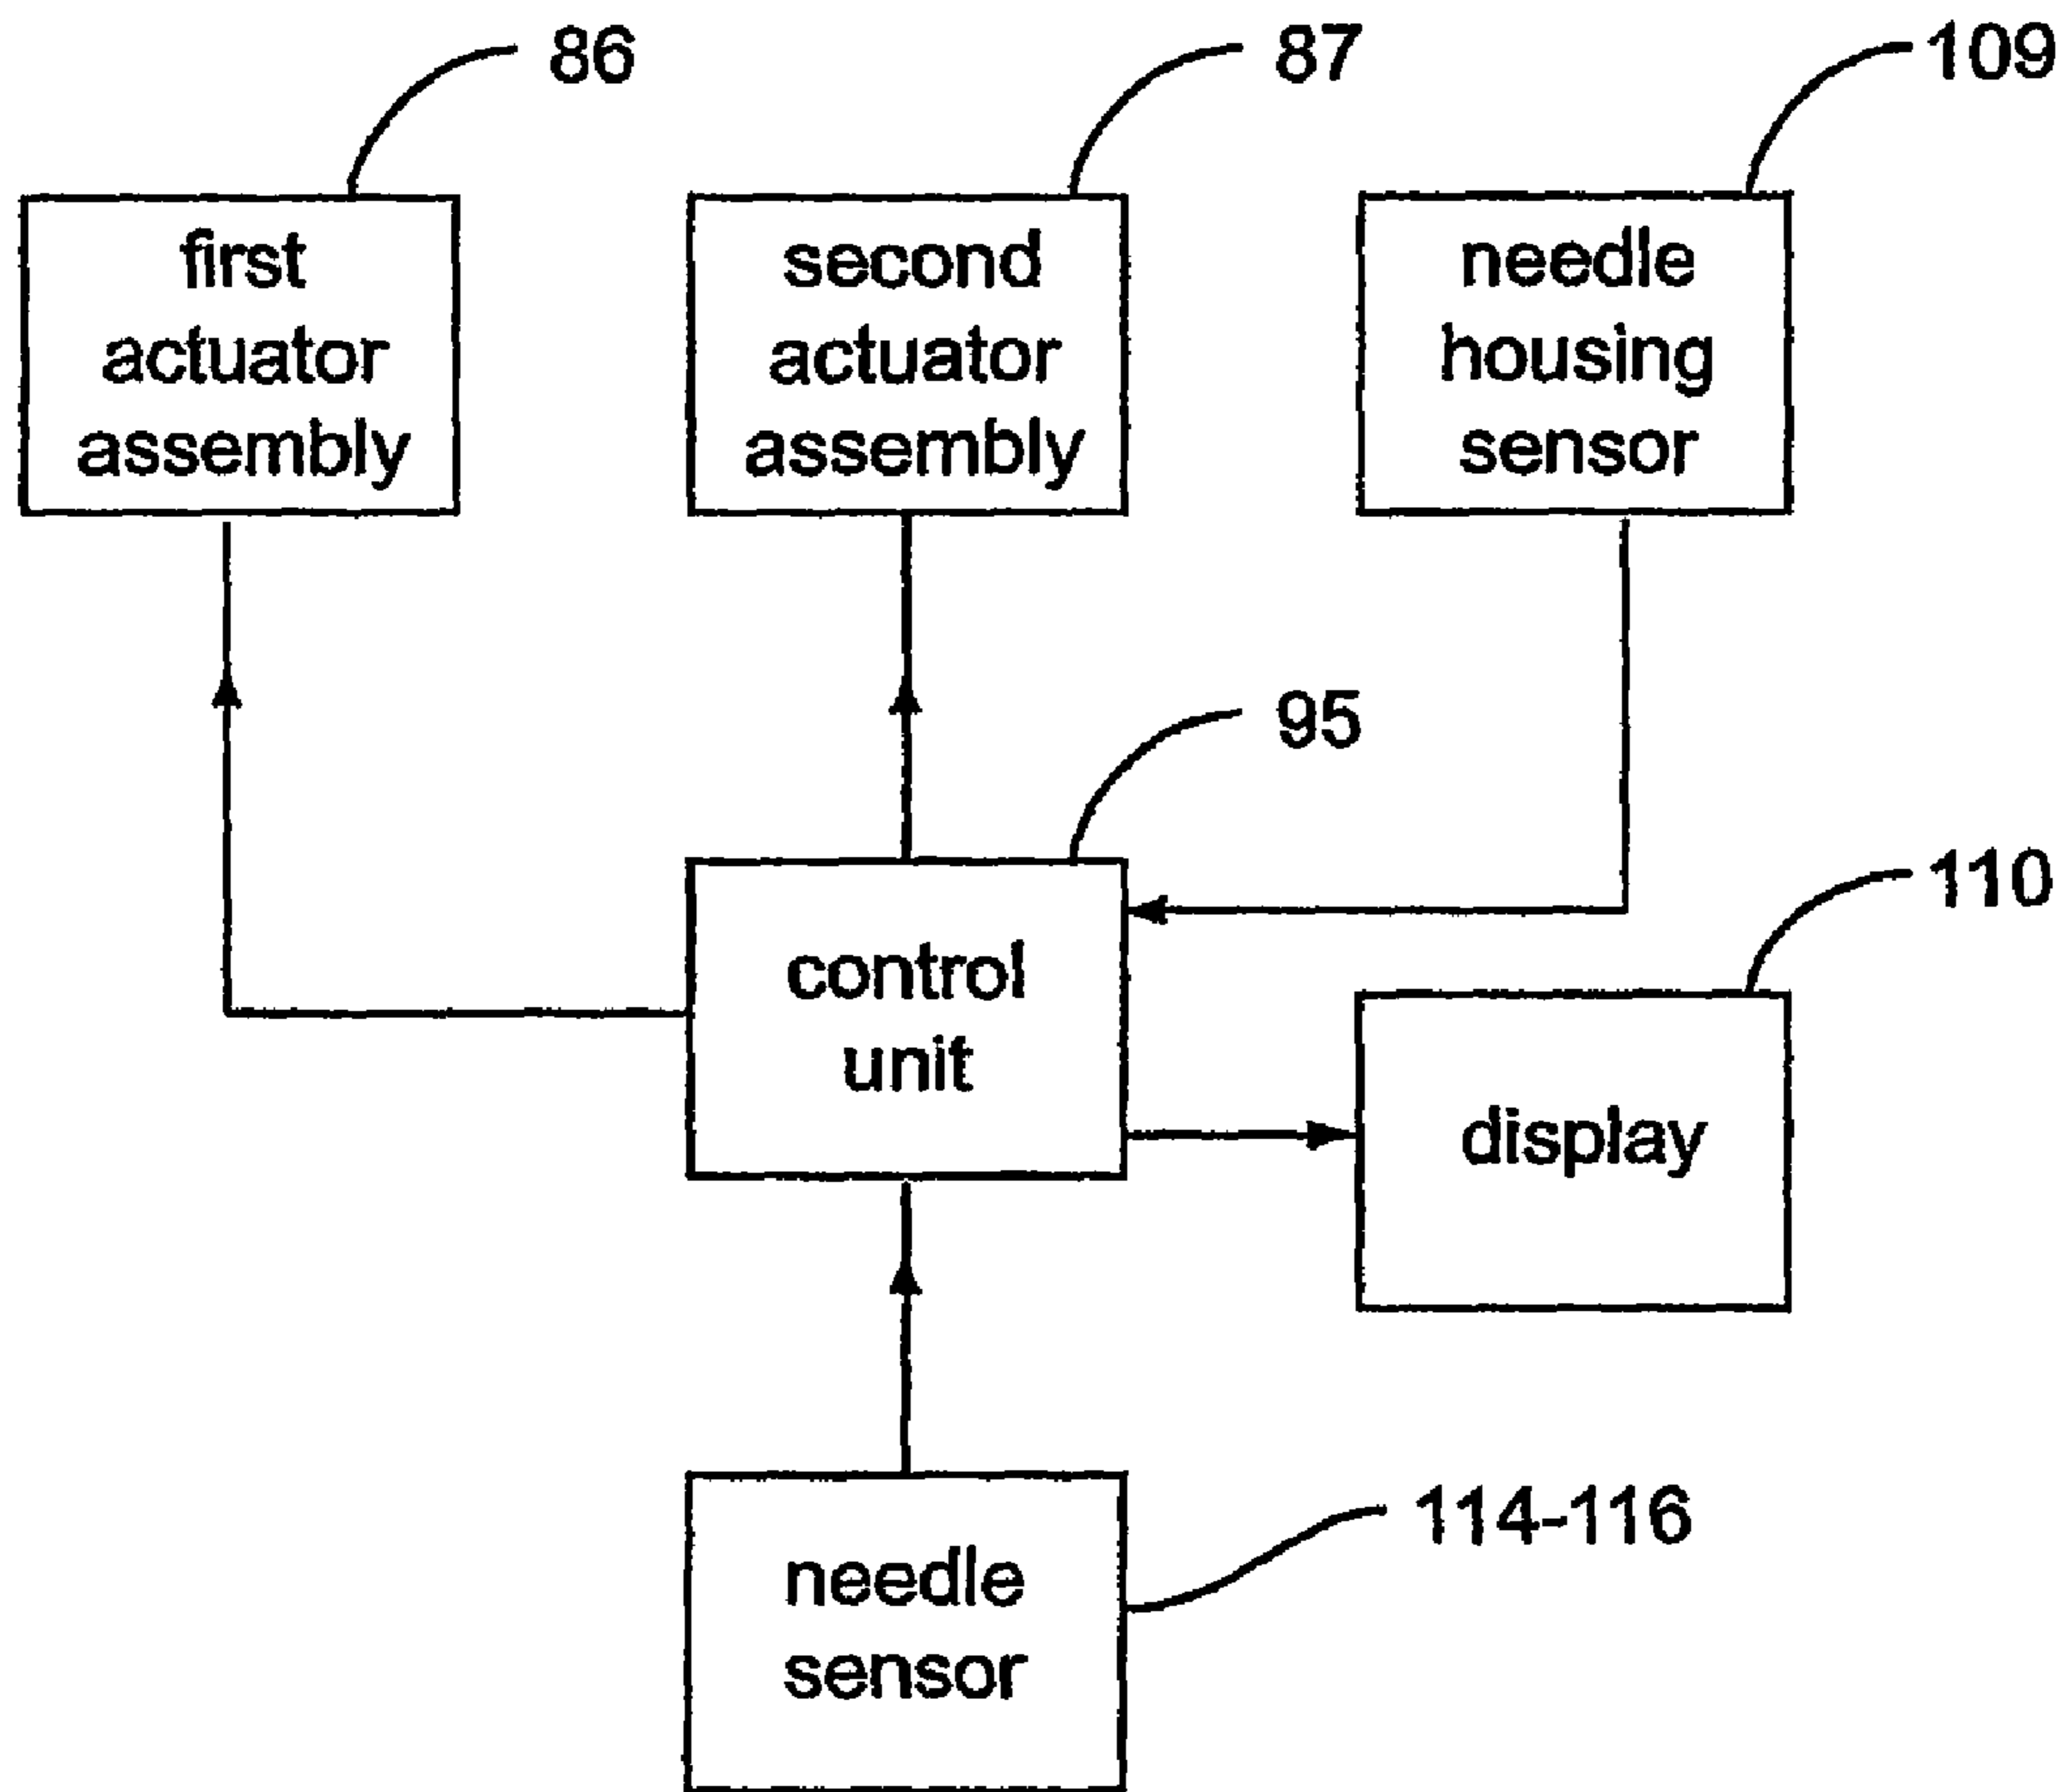 86
87
109
first
actuator
assembly
second
actuator
assembly
needle
housing
sensor
95
110
control
unit
display
114-116
needle
sensor